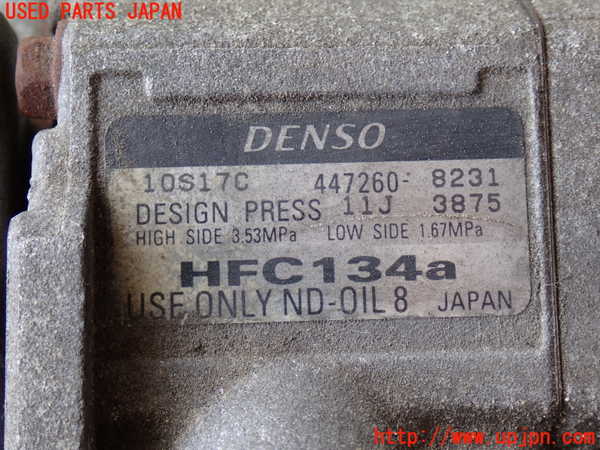 USED PARTS JAPAN
DENSO
10S17C 447260- 8231
DESIGN PRESS 11J 3875
HIGH SIDE 3.53MPa LOW SIDE 1.67MPa
HFC134a
USE ONLY ND-OIL 8 JAPAN
http://www.upjpn.com/